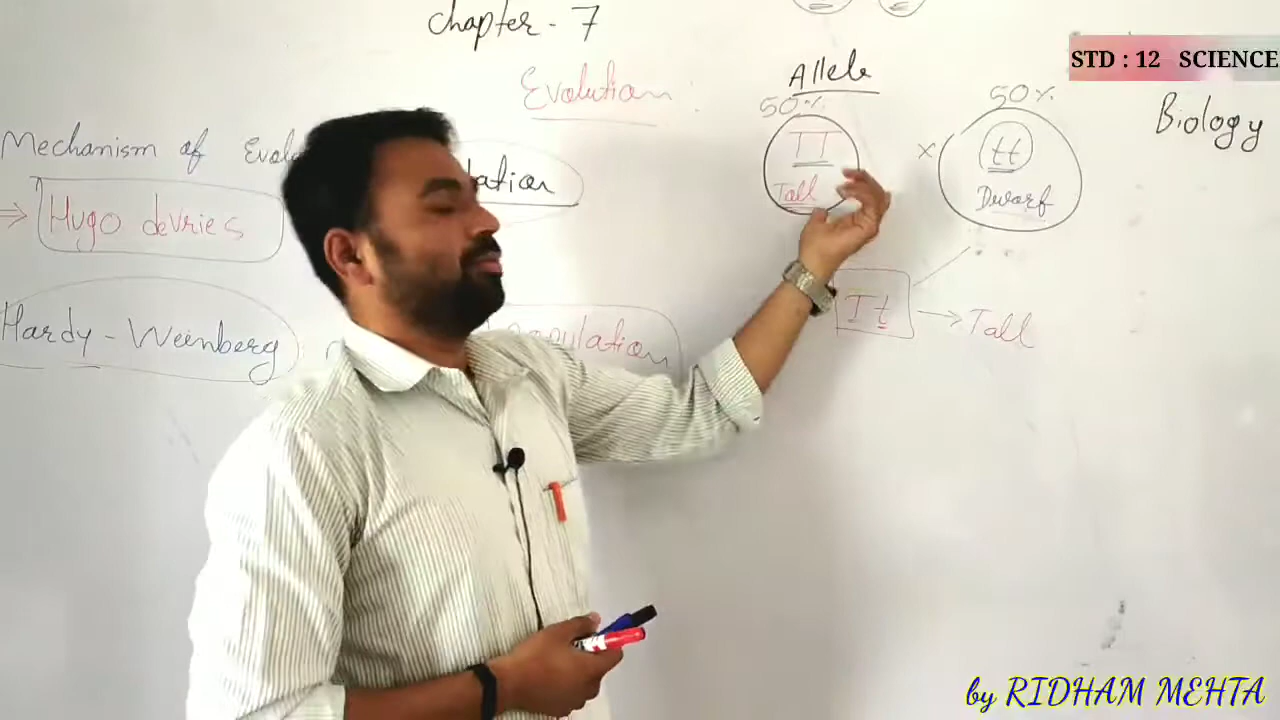 chapter - 7
STD : 12 SCIENCE
Evolution :
Allele
50%
50%
Biology
Mechanism of
TT
×
tt
Tall
Dwarf
⇒ Hugo devries
Tt → Tall
Hardy - Weinberg
by RIDHAM MEHTA